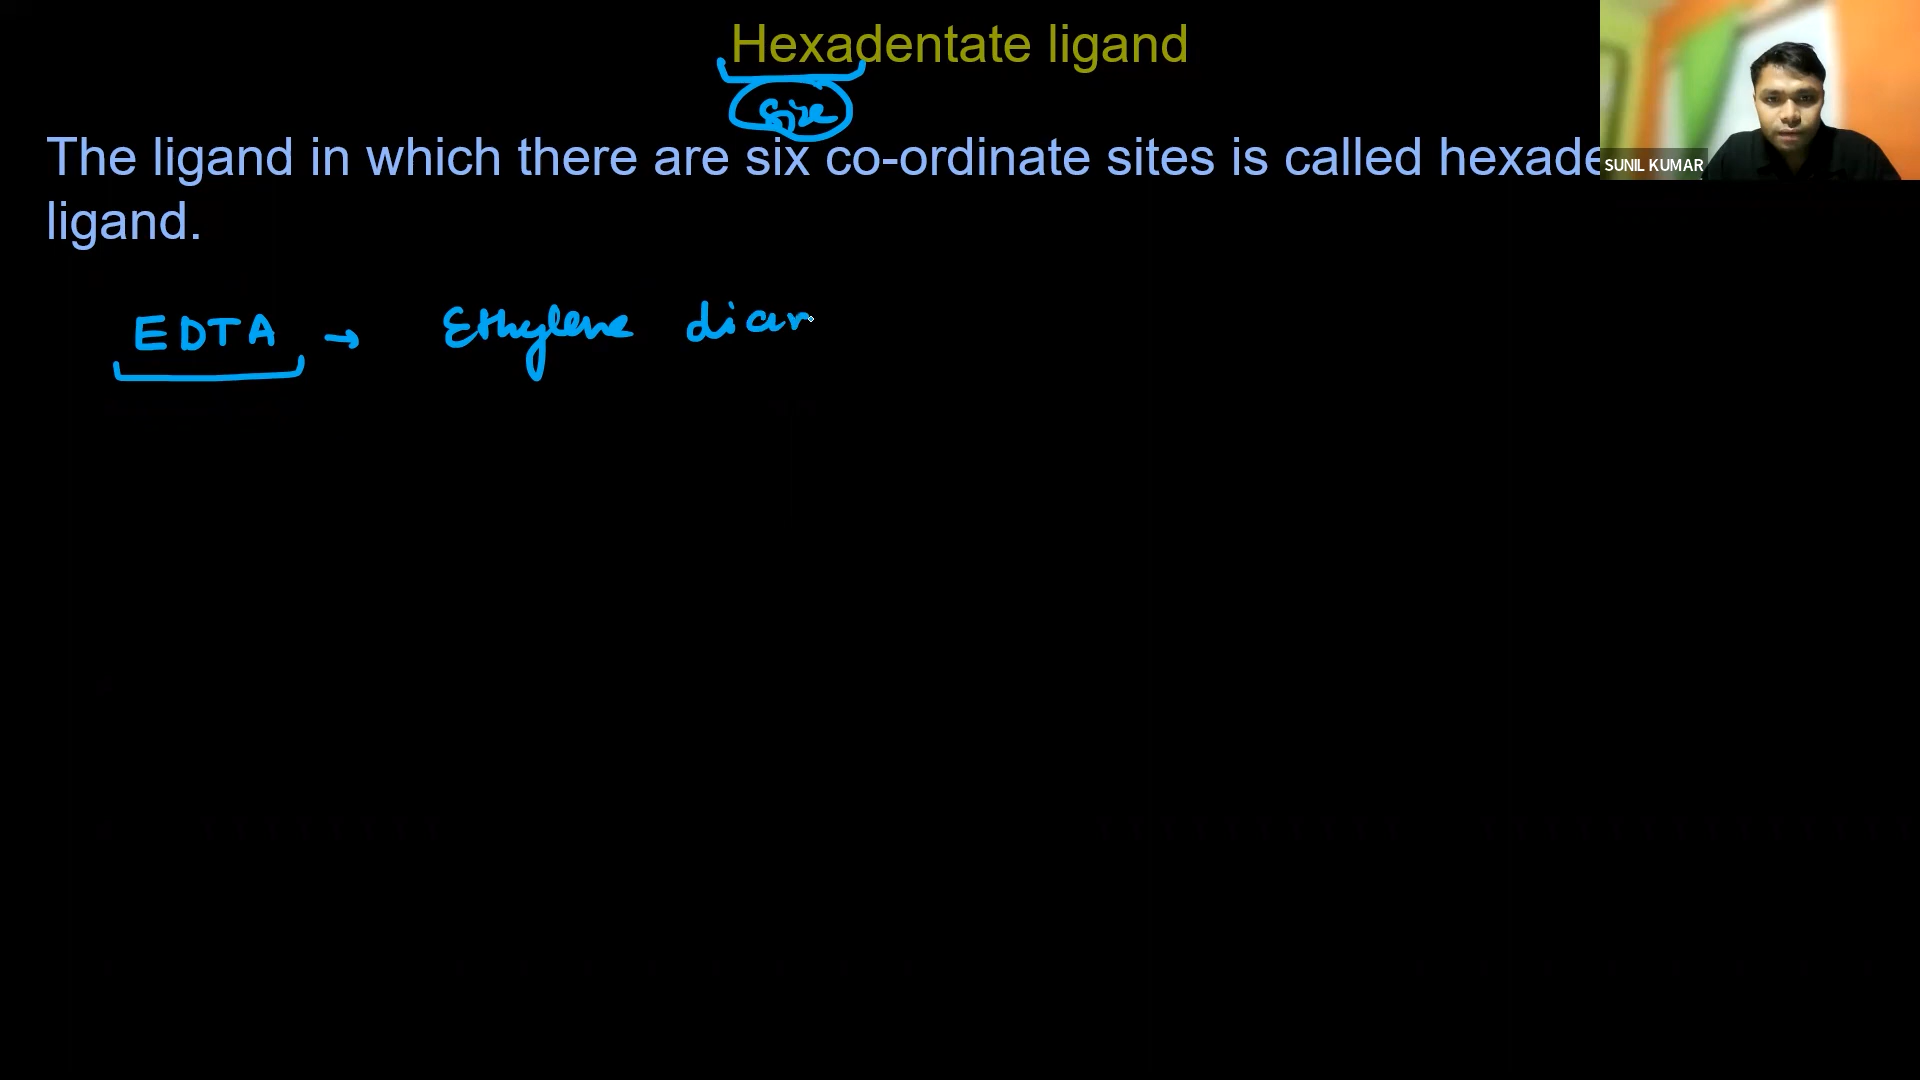 Hexadentate ligand
Six
The ligand in which there are six co-ordinate sites is called hexade
ligand.
EDTA → Ethylene diam
SUNIL KUMAR